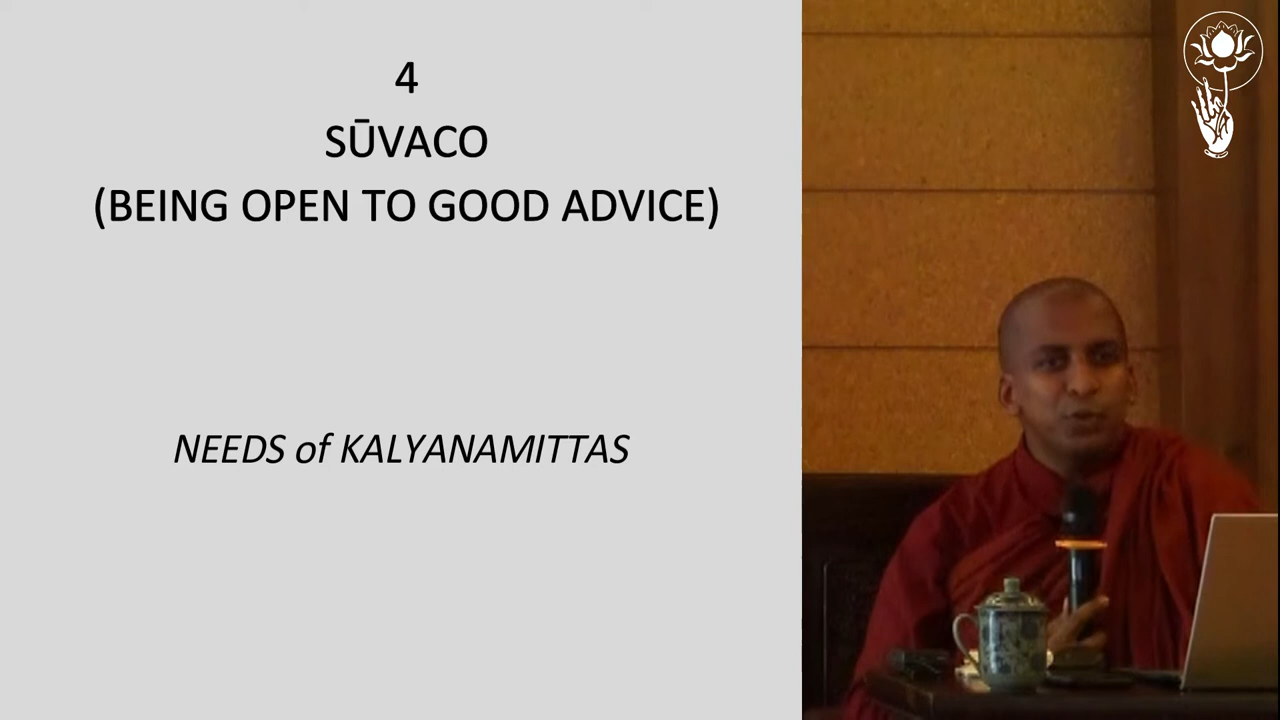 4
SŪVACO
(BEING OPEN TO GOOD ADVICE)
NEEDS of KALYANAMITTAS